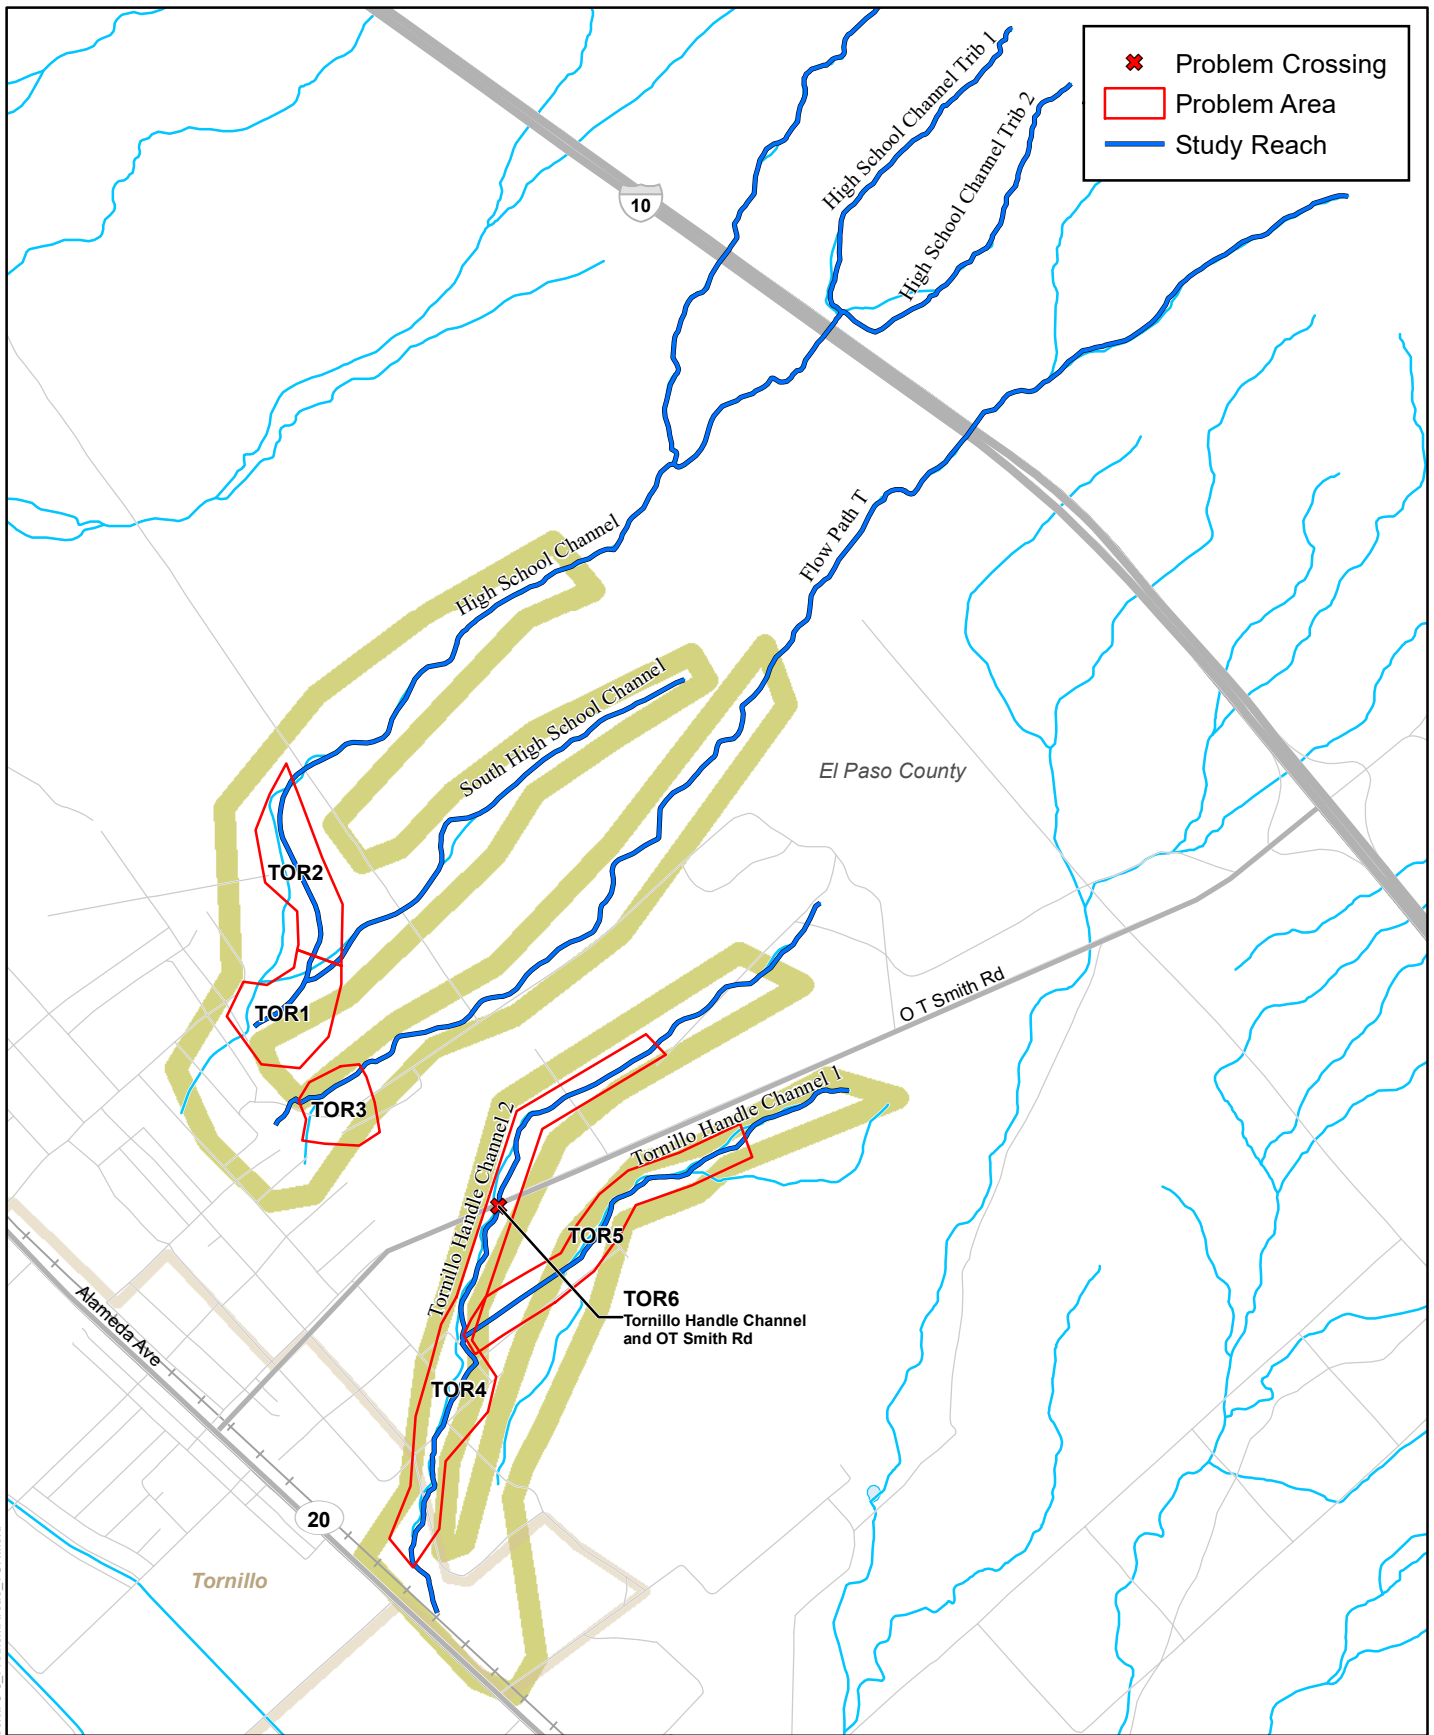 Problem Crossing
Problem Area
Study Reach
High School Channel Trib 1
High School Channel Trib 2
10
Flow Path T
High School Channel
South High School Channel
El Paso County
TOR2
O T Smith Rd
TOR1
Tornillo Handle Channel 1
TOR3
Tornillo Handle Channel 2
TOR5
TOR6
Tornillo Handle Channel
and OT Smith Rd
Alameda Ave
TOR4
20
Tornillo